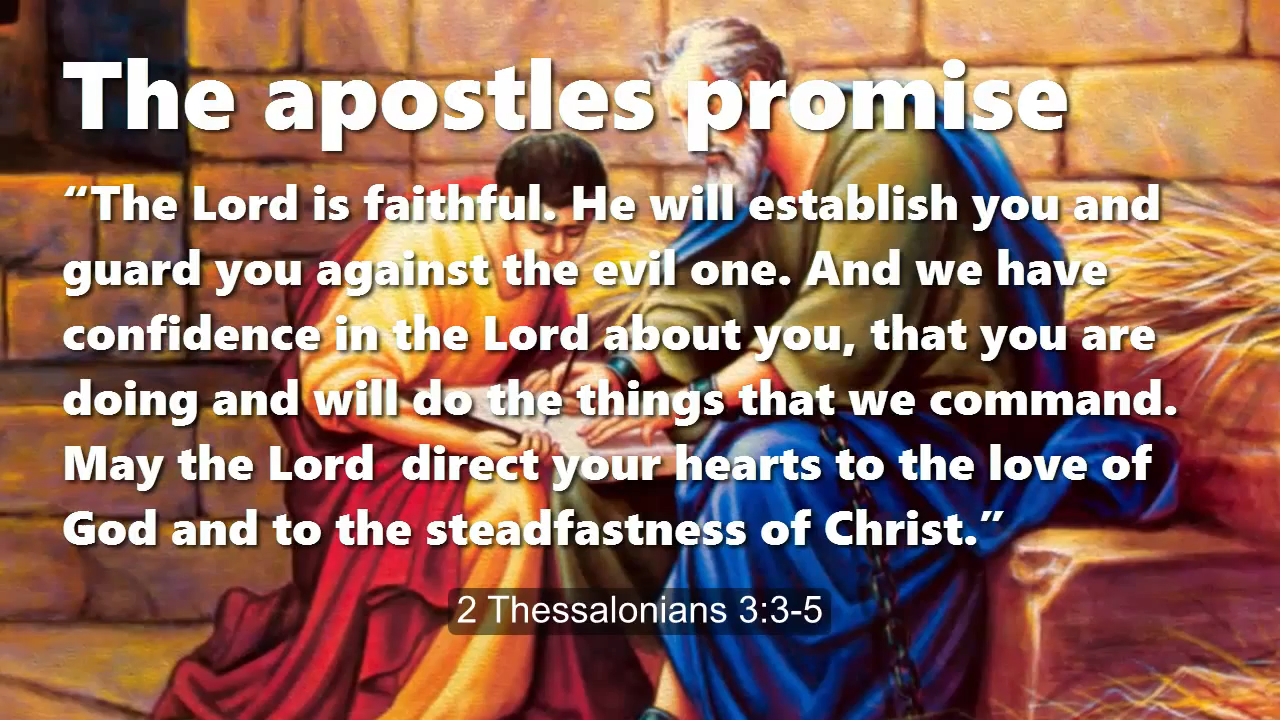 The apostles promise
“The Lord is faithful. He will establish you and
guard you against the evil one. And we have
confidence in the Lord about you, that you are
doing and will do the things that we command.
May the Lord  direct your hearts to the love of
God and to the steadfastness of Christ.”
2 Thessalonians 3:3-5